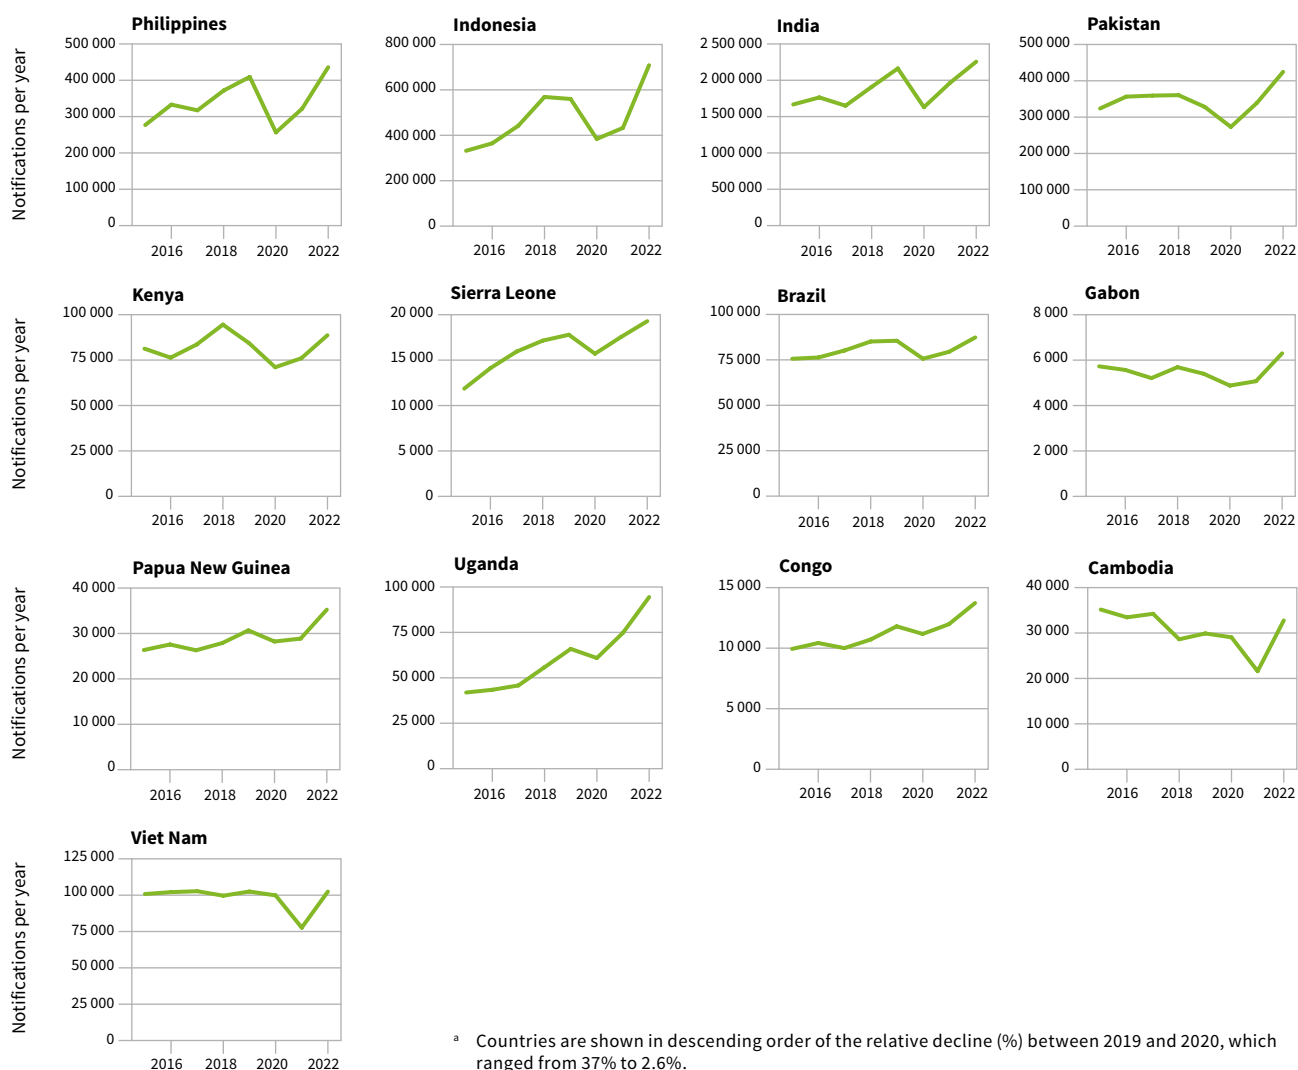 Philippines
Notifications per year
500 000
400 000
300 000
200 000
100 000
0
2016 2018 2020 2022
Indonesia
800 000
600 000
400 000
200 000
0
2016 2018 2020 2022
India
2 500 000
2 000 000
1 500 000
1 000 000
500 000
0
2016 2018 2020 2022
Pakistan
500 000
400 000
300 000
200 000
100 000
0
2016 2018 2020 2022
Kenya
Notifications per year
100 000
75 000
50 000
25 000
0
2016 2018 2020 2022
Sierra Leone
20 000
15 000
10 000
5 000
0
2016 2018 2020 2022
Brazil
100 000
75 000
50 000
25 000
0
2016 2018 2020 2022
Gabon
8 000
6 000
4 000
2 000
0
2016 2018 2020 2022
Papua New Guinea
Notifications per year
40 000
30 000
20 000
10 000
0
2016 2018 2020 2022
Uganda
100 000
75 000
50 000
25 000
0
2016 2018 2020 2022
Congo
15 000
10 000
5 000
0
2016 2018 2020 2022
Cambodia
40 000
30 000
20 000
10 000
0
2016 2018 2020 2022
Viet Nam
Notifications per year
125 000
100 000
75 000
50 000
25 000
0
2016 2018 2020 2022
a Countries are shown in descending order of the relative decline (%) between 2019 and 2020, which
ranged from 37% to 2.6%.